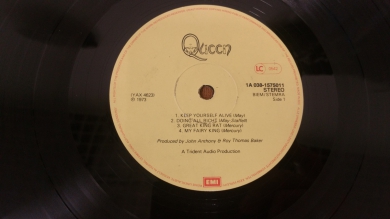 Queen
LC
1A 038-1575011
STEREO
BIEM/STEMRA
Side 1
℗ 1973
1. KEEP YOURSELF ALIVE (May)
2. DOING ALL RIGHT (May-Staffell)
3. GREAT KING RAT (Mercury)
4. MY FAIRY KING (Mercury)
Produced by John Anthony & Roy Thomas Baker
A Trident Audio Production
EMI